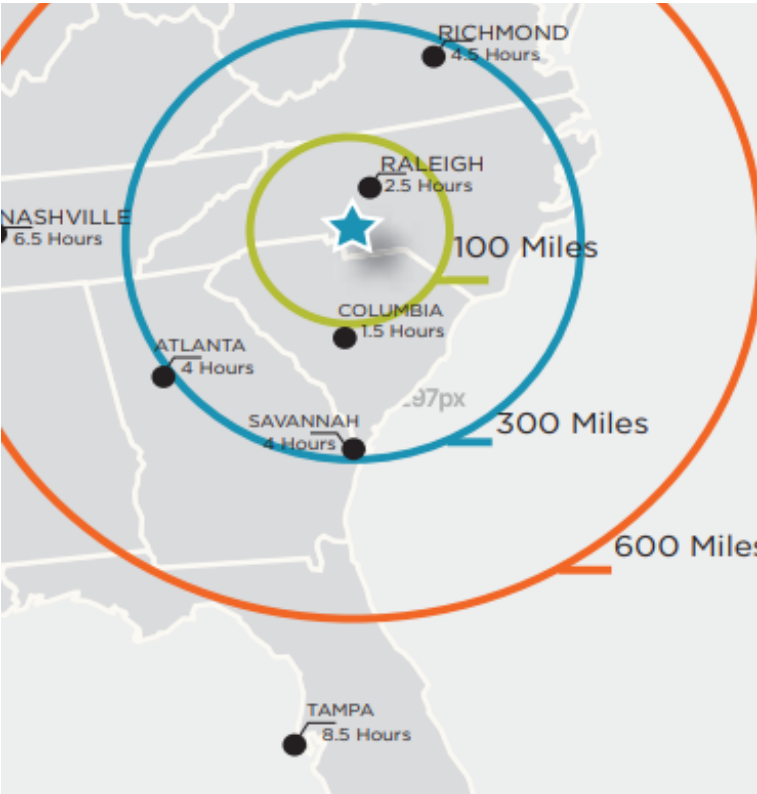 RICHMOND
4.5 Hours
RALEIGH
2.5 Hours
NASHVILLE
6.5 Hours
100 Miles
COLUMBIA
1.5 Hours
ATLANTA
4 Hours
97px
SAVANNAH
4 Hours
300 Miles
600 Miles
TAMPA
8.5 Hours